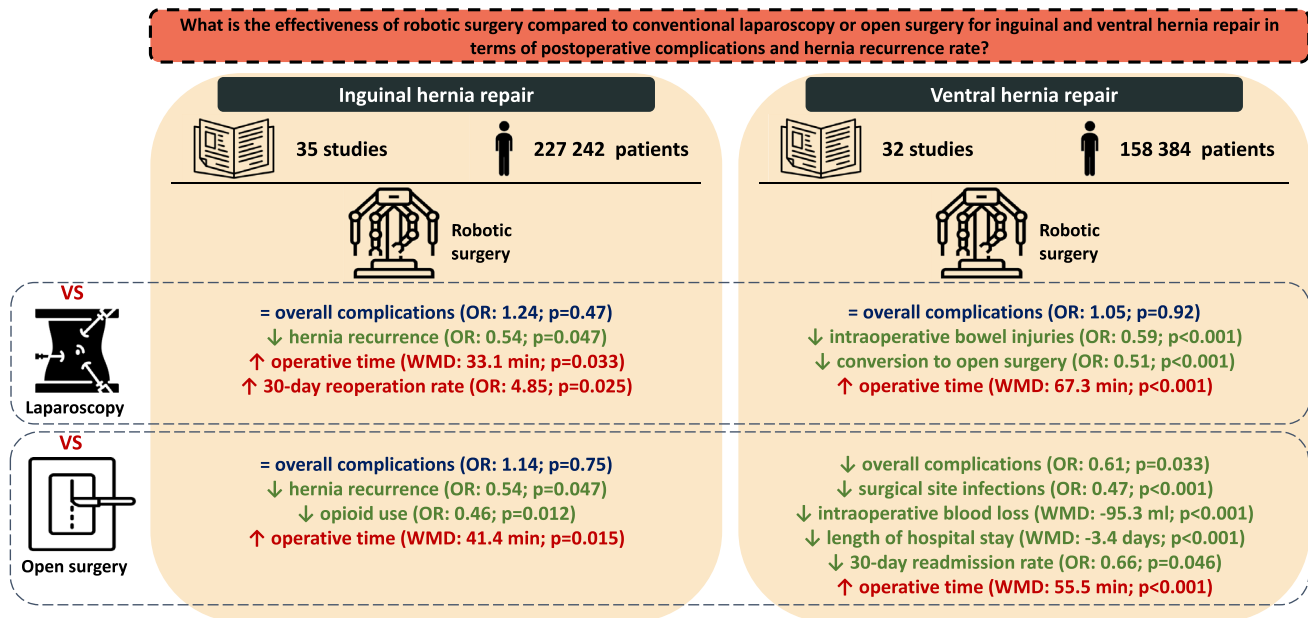 What is the effectiveness of robotic surgery compared to conventional laparoscopy or open surgery for inguinal and ventral hernia repair in
terms of postoperative complications and hernia recurrence rate?
Inguinal hernia repair
35 studies
227 242 patients
Robotic
surgery
Ventral hernia repair
32 studies
158 384 patients
Robotic
surgery
VS
Laparoscopy
= overall complications (OR: 1.24; p=0.47)
↓ hernia recurrence (OR: 0.54; p=0.047)
↑ operative time (WMD: 33.1 min; p=0.033)
↑ 30-day reoperation rate (OR: 4.85; p=0.025)
= overall complications (OR: 1.05; p=0.92)
↓ intraoperative bowel injuries (OR: 0.59; p<0.001)
↓ conversion to open surgery (OR: 0.51; p<0.001)
↑ operative time (WMD: 67.3 min; p<0.001)
VS
Open surgery
= overall complications (OR: 1.14; p=0.75)
↓ hernia recurrence (OR: 0.54; p=0.047)
↓ opioid use (OR: 0.46; p=0.012)
↑ operative time (WMD: 41.4 min; p=0.015)
↓ overall complications (OR: 0.61; p=0.033)
↓ surgical site infections (OR: 0.47; p<0.001)
↓ intraoperative blood loss (WMD: -95.3 ml; p<0.001)
↓ length of hospital stay (WMD: -3.4 days; p<0.001)
↓ 30-day readmission rate (OR: 0.66; p=0.046)
↑ operative time (WMD: 55.5 min; p<0.001)